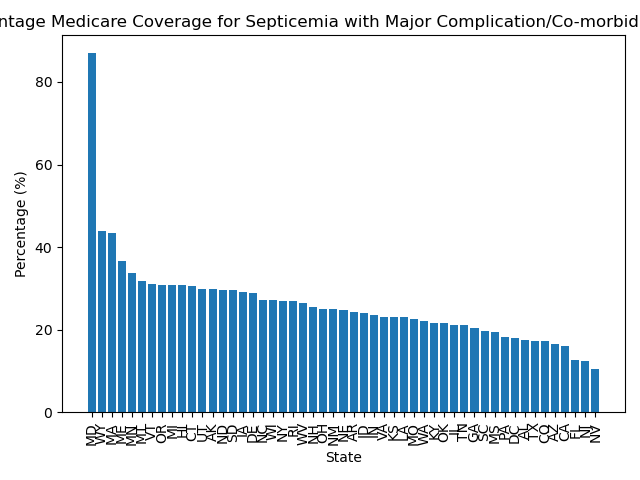 ntage Medicare Coverage for Septicemia with Major Complication/Co-morbid
Percentage (%)
80
60
40
20
0
MD WY MA ME MN MT VT OR MI HI CT UT AK ND SD IA DE NC WI NY RI WV NH OH NM NE AR ID IN VA KS LA MO WA KY OK IL TN GA SC MS PA DC AL TX CO AZ CA FL NJ NV
State